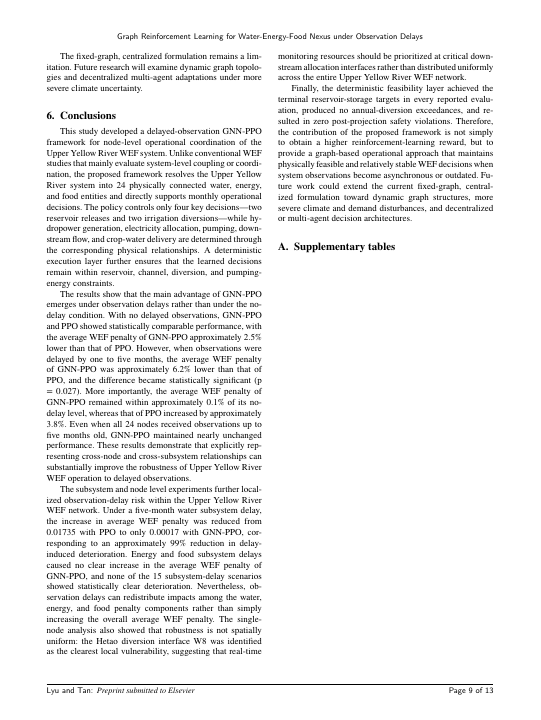 Graph Reinforcement Learning for Water-Energy-Food Nexus under Observation Delays
The fixed-graph, centralized formulation remains a lim-
itation. Future research will examine dynamic graph topolo-
gies and decentralized multi-agent adaptations under more
severe climate uncertainty.
6. Conclusions
This study developed a delayed-observation GNN-PPO
framework for node-level operational coordination of the
Upper Yellow River WEF system. Unlike conventional WEF
studies that mainly evaluate system-level coupling or coordi-
nation, the proposed framework resolves the Upper Yellow
River system into 24 physically connected water, energy,
and food entities and directly supports monthly operational
decisions. The policy controls only four key decisions—two
reservoir releases and two irrigation diversions—while hy-
dropower generation, electricity allocation, pumping, down-
stream flow, and crop-water delivery are determined through
the corresponding physical relationships. A deterministic
execution layer further ensures that the learned decisions
remain within reservoir, channel, diversion, and pumping-
energy constraints.
The results show that the main advantage of GNN-PPO
emerges under observation delays rather than under the no-
delay condition. With no delayed observations, GNN-PPO
and PPO showed statistically comparable performance, with
the average WEF penalty of GNN-PPO approximately 2.5%
lower than that of PPO. However, when observations were
delayed by one to five months, the average WEF penalty
of GNN-PPO was approximately 6.2% lower than that of
PPO, and the difference became statistically significant (p
= 0.027). More importantly, the average WEF penalty of
GNN-PPO remained within approximately 0.1% of its no-
delay level, whereas that of PPO increased by approximately
3.8%. Even when all 24 nodes received observations up to
five months old, GNN-PPO maintained nearly unchanged
performance. These results demonstrate that explicitly rep-
resenting cross-node and cross-subsystem relationships can
substantially improve the robustness of Upper Yellow River
WEF operation to delayed observations.
The subsystem and node level experiments further local-
ized observation-delay risk within the Upper Yellow River
WEF network. Under a five-month water subsystem delay,
the increase in average WEF penalty was reduced from
0.01735 with PPO to only 0.00017 with GNN-PPO, cor-
responding to an approximately 99% reduction in delay-
induced deterioration. Energy and food subsystem delays
caused no clear increase in the average WEF penalty of
GNN-PPO, and none of the 15 subsystem-delay scenarios
showed statistically clear deterioration. Nevertheless, ob-
servation delays can redistribute impacts among the water,
energy, and food penalty components rather than simply
increasing the overall average WEF penalty. The single-
node analysis also showed that robustness is not spatially
uniform: the Hetao diversion interface W8 was identified
as the clearest local vulnerability, suggesting that real-time
monitoring resources should be prioritized at critical down-
stream allocation interfaces rather than distributed uniformly
across the entire Upper Yellow River WEF network.
Finally, the deterministic feasibility layer achieved the
terminal reservoir-storage targets in every reported evalu-
ation, produced no annual-diversion exceedances, and re-
sulted in zero post-projection safety violations. Therefore,
the contribution of the proposed framework is not simply
to obtain a higher reinforcement-learning reward, but to
provide a graph-based operational approach that maintains
physically feasible and relatively stable WEF decisions when
system observations become asynchronous or outdated. Fu-
ture work could extend the current fixed-graph, central-
ized formulation toward dynamic graph structures, more
severe climate and demand disturbances, and decentralized
or multi-agent decision architectures.
A. Supplementary tables
Lyu and Tan: Preprint submitted to Elsevier
Page 9 of 13